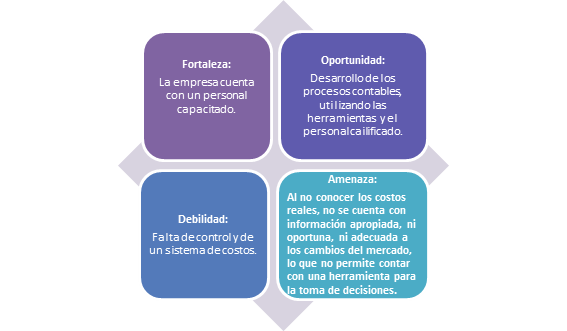 Fortaleza:
La empresa cuenta
con un personal
capacitado.
Oportunidad:
Desarrollo de los
procesos contables,
utilizando las
herramientas y el
personal cailificado.
Debilidad:
Falta de control y de
un sistema de costos.
Amenaza:
Al no conocer los costos
reales, no se cuenta con
información apropiada, ni
oportuna, ni adecuada a
los cambios del mercado,
lo que no permite contar
con una herramienta para
la toma de decisiones.